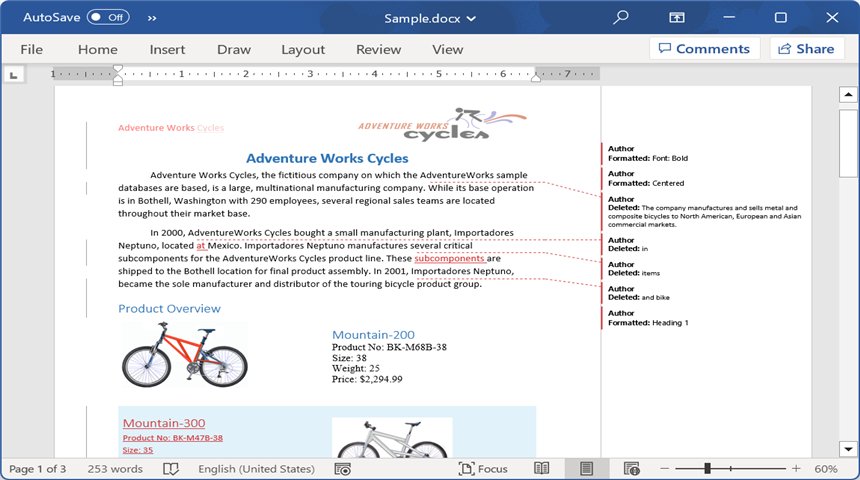 AutoSave Off Sample.docx
File Home Insert Draw Layout Review View Comments Share
1 1 2 3 4 5 6 7
Adventure Works Cycles
ADVENTURE WORKS
cycles
Adventure Works Cycles
Adventure Works Cycles, the fictitious company on which the AdventureWorks sample
databases are based, is a large, multinational manufacturing company. While its base operation
is in Bothell, Washington with 290 employees, several regional sales teams are located
throughout their market base.
In 2000, AdventureWorks Cycles bought a small manufacturing plant, Importadores
Neptuno, located at Mexico. Importadores Neptuno manufactures several critical
subcomponents for the AdventureWorks Cycles product line. These subcomponents are
shipped to the Bothell location for final product assembly. In 2001, Importadores Neptuno,
became the sole manufacturer and distributor of the touring bicycle product group.
Product Overview
Mountain-200
Product No: BK-M68B-38
Size: 38
Weight: 25
Price: $2,294.99
Mountain-300
Product No: BK-M47B-38
Size: 35
Author
Formatted: Font: Bold
Author
Formatted: Centered
Author
Deleted: The company manufactures and sells metal and
composite bicycles to North American, European and Asian
commercial markets.
Author
Deleted: in
Author
Deleted: items
Author
Deleted: and bike
Author
Formatted: Heading 1
Page 1 of 3 253 words English (United States) Focus 60%